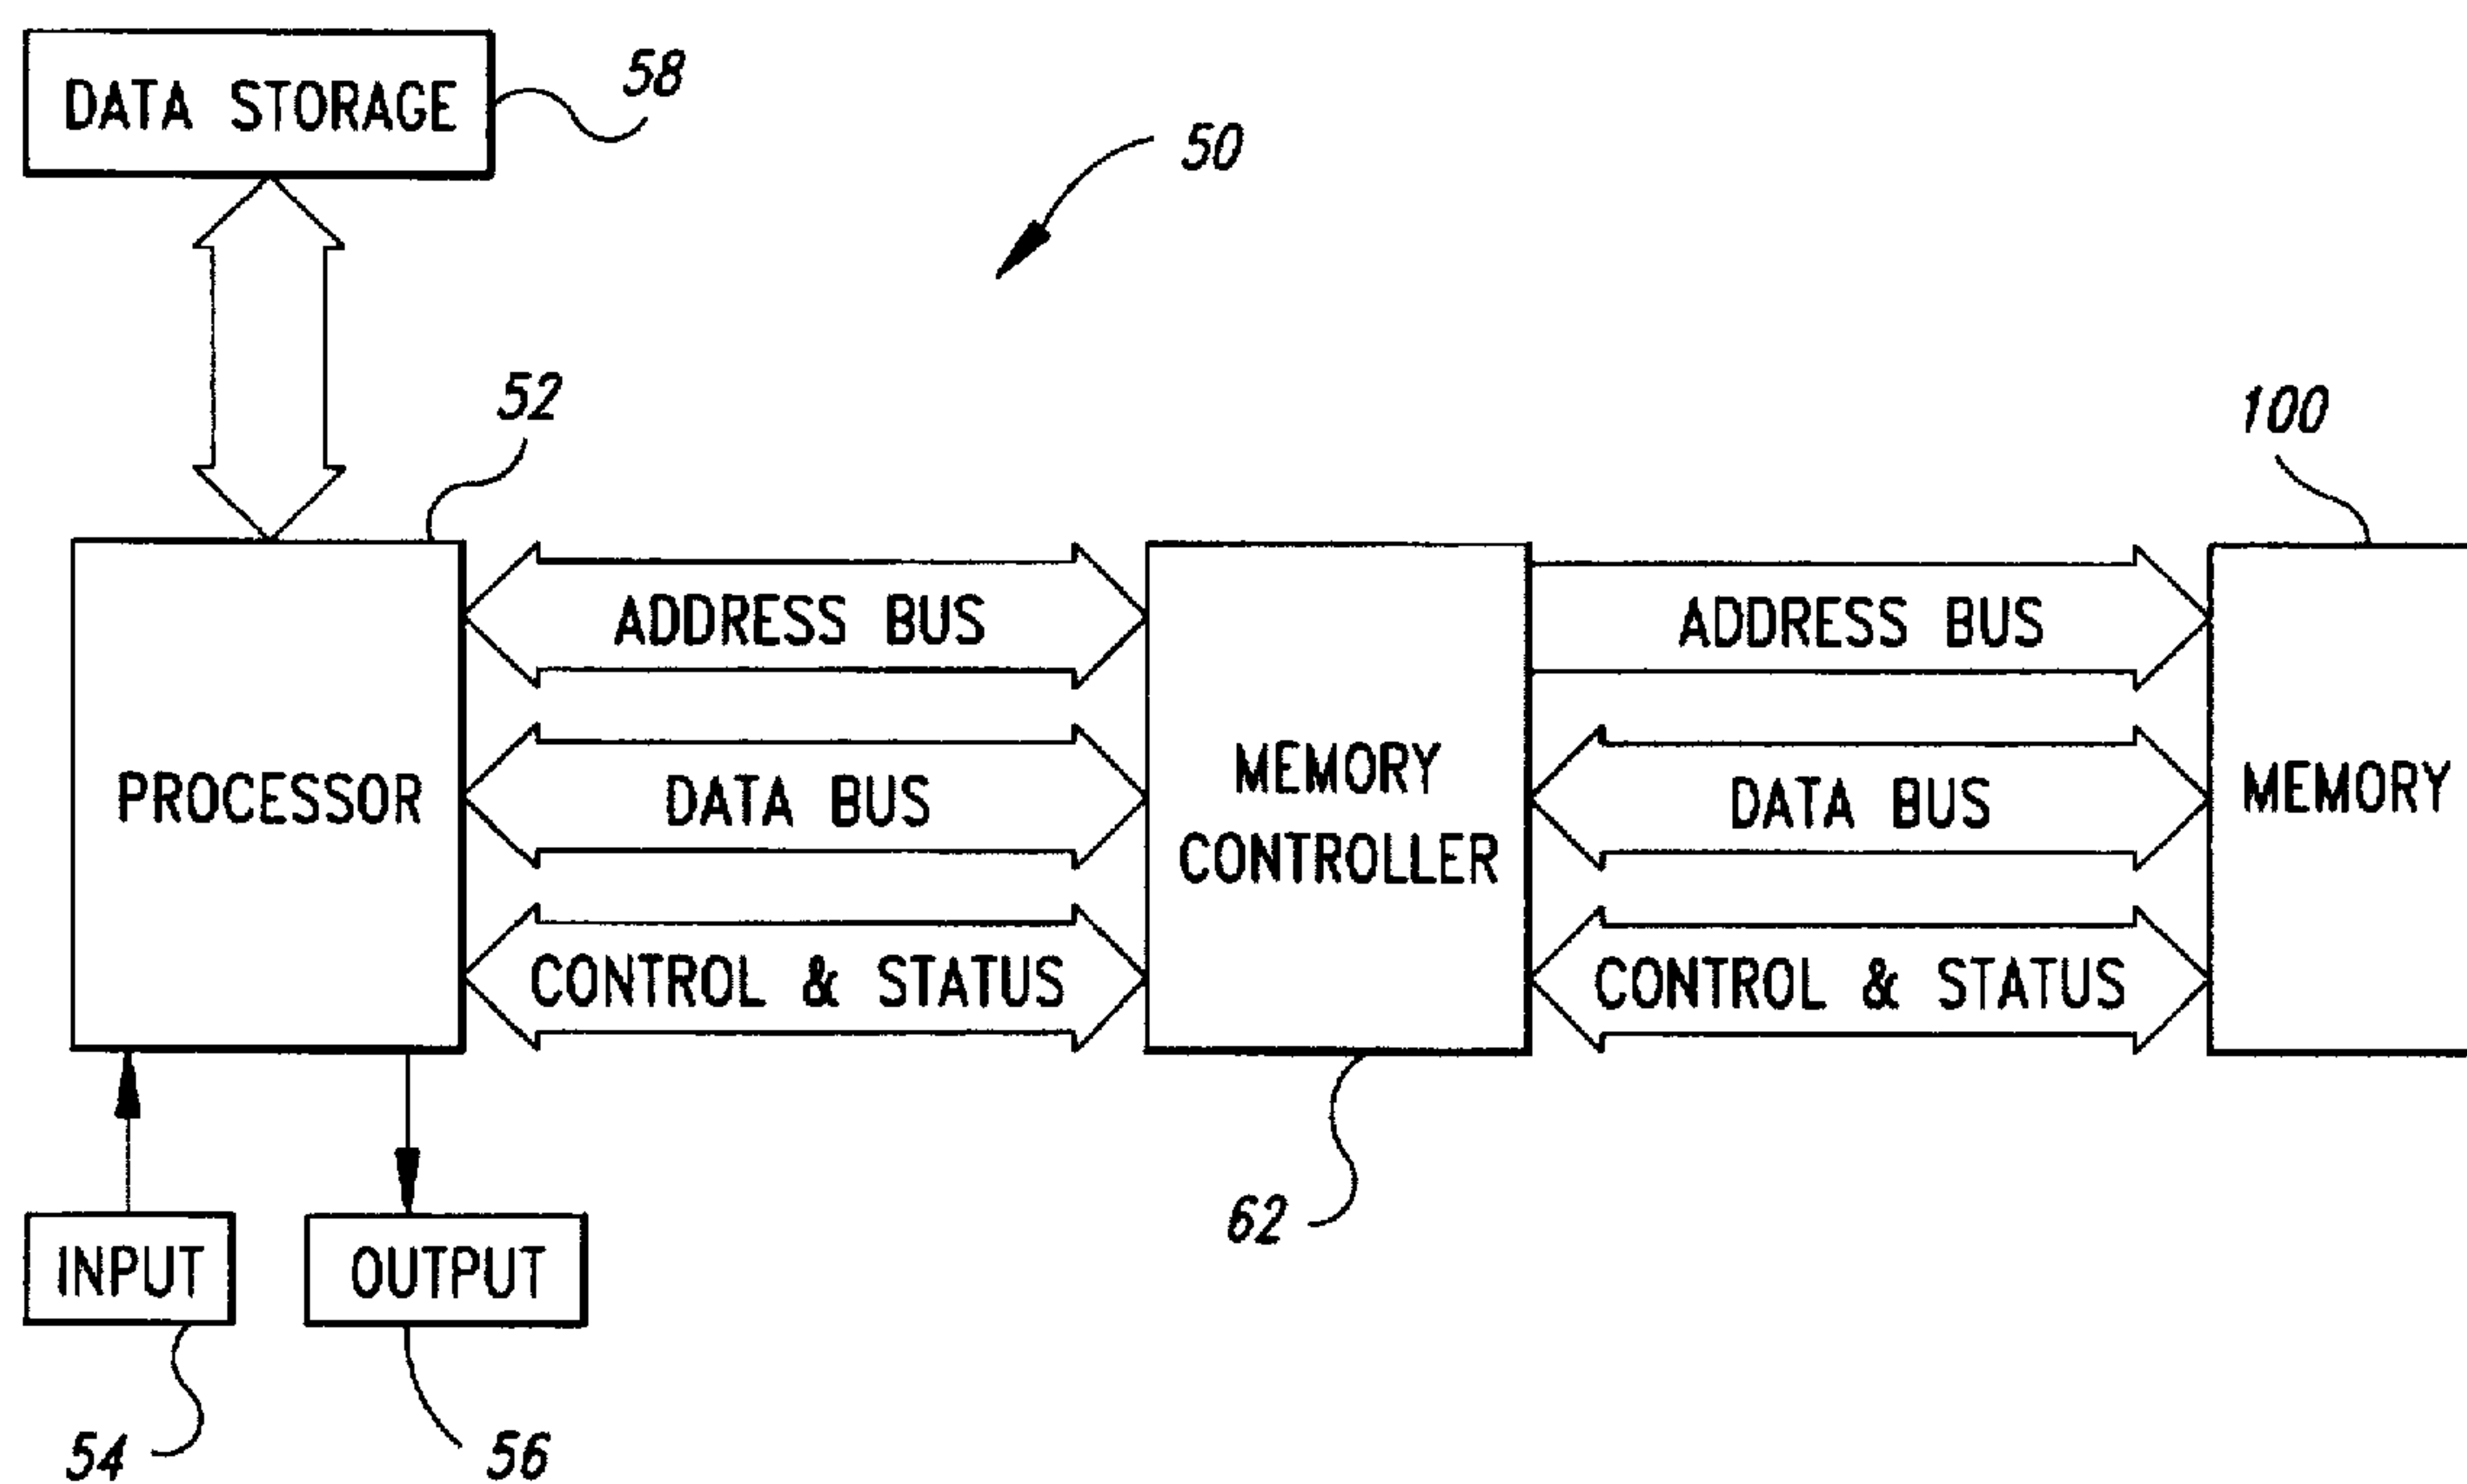 DATA STORAGE
58
50
52
100
ADDRESS BUS
ADDRESS BUS
PROCESSOR
DATA BUS
MEMORY
CONTROLLER
DATA BUS
MEMORY
CONTROL & STATUS
CONTROL & STATUS
62
INPUT
OUTPUT
54
56